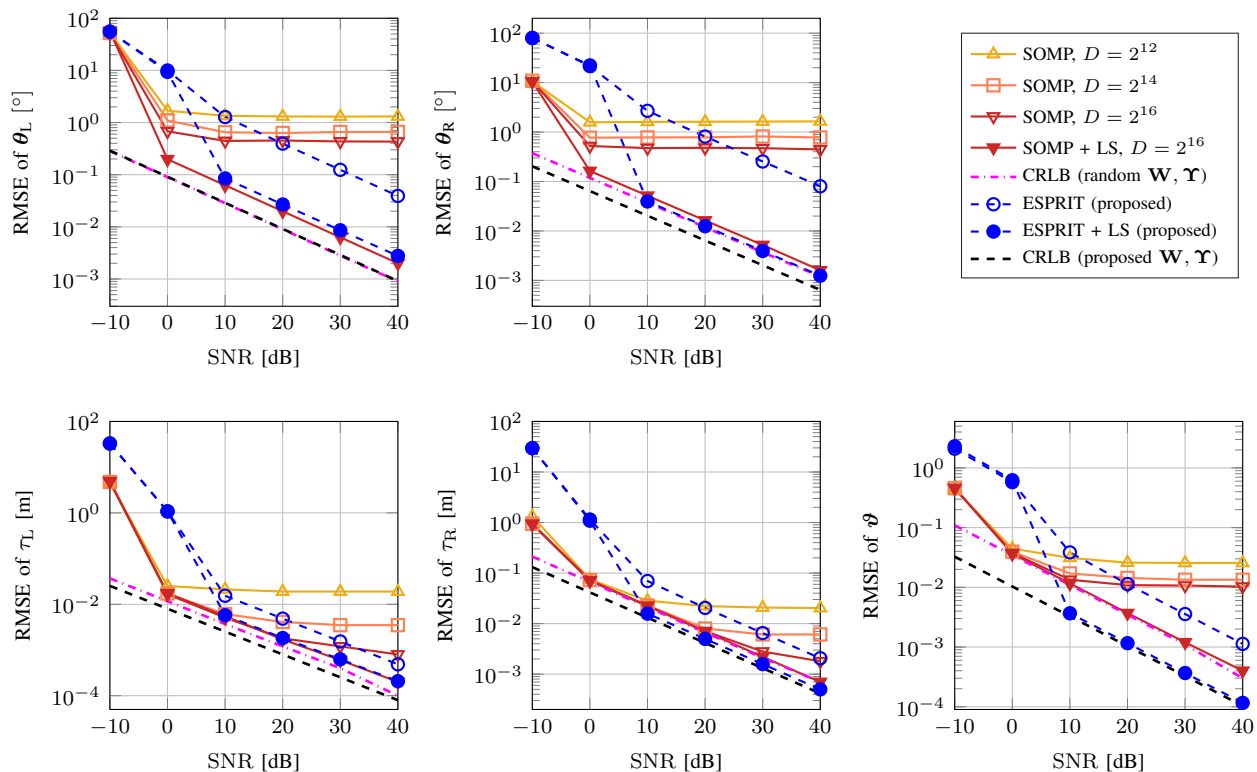 RMSE of θ_L [°]
10^2
10^1
10^0
10^−1
10^−2
10^−3
−10 0 10 20 30 40
SNR [dB]
RMSE of θ_R [°]
10^2
10^1
10^0
10^−1
10^−2
10^−3
−10 0 10 20 30 40
SNR [dB]
SOMP, D = 2^12
SOMP, D = 2^14
SOMP, D = 2^16
SOMP + LS, D = 2^16
CRLB (random W, ϒ)
ESPRIT (proposed)
ESPRIT + LS (proposed)
CRLB (proposed W, ϒ)
RMSE of τ_L [m]
10^2
10^0
10^−2
10^−4
−10 0 10 20 30 40
SNR [dB]
RMSE of τ_R [m]
10^2
10^1
10^0
10^−1
10^−2
10^−3
−10 0 10 20 30 40
SNR [dB]
RMSE of ϑ
10^0
10^−1
10^−2
10^−3
10^−4
−10 0 10 20 30 40
SNR [dB]